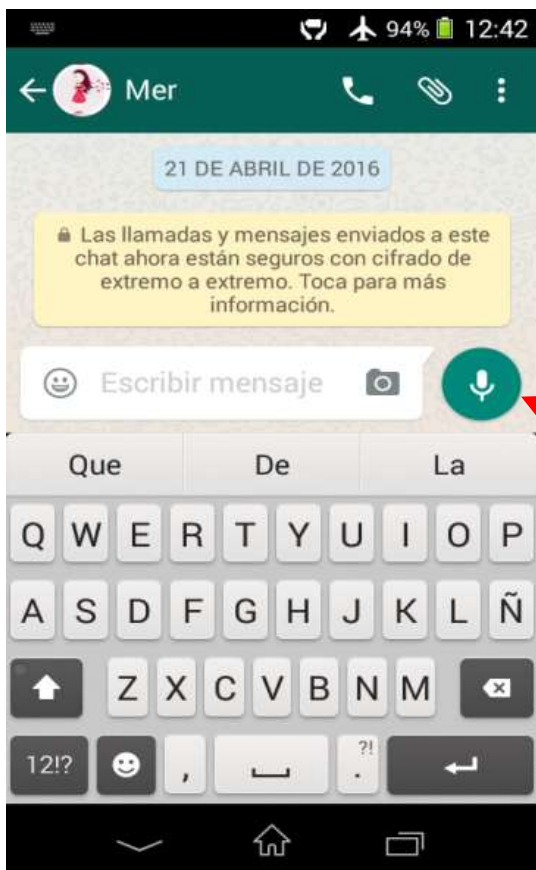 94% 12:42
Mer
21 DE ABRIL DE 2016
Las llamadas y mensajes enviados a este
chat ahora están seguros con cifrado de
extremo a extremo. Toca para más
información.
Escribir mensaje
Que De La
Q W E R T Y U I O P
A S D F G H J K L Ñ
Z X C V B N M
12!? , ?! .